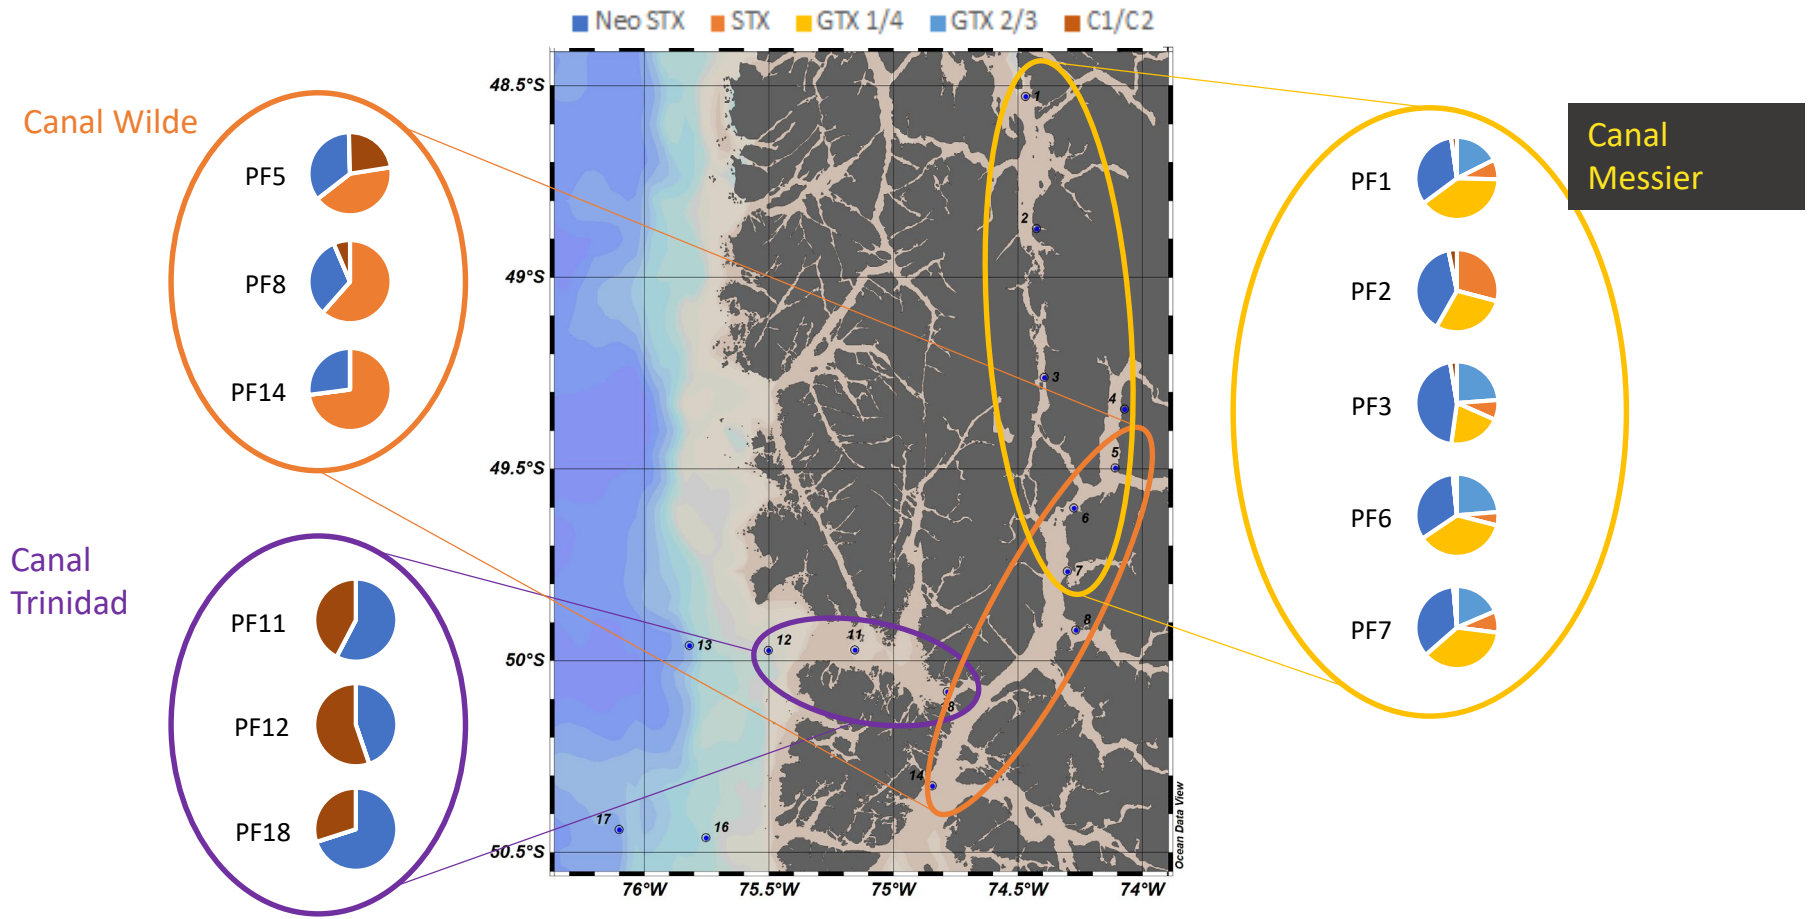 Neo STX STX GTX 1/4 GTX 2/3 C1/C2
Canal Wilde
PF5
PF8
PF14
Canal
Trinidad
PF11
PF12
PF18
48.5°S
49°S
49.5°S
50°S
50.5°S
76°W 75.5°W 75°W 74.5°W 74°W
1
2
3
4
5
6
7
8
11
12
13
14
16
17
18
Ocean Data View
Canal
Messier
PF1
PF2
PF3
PF6
PF7